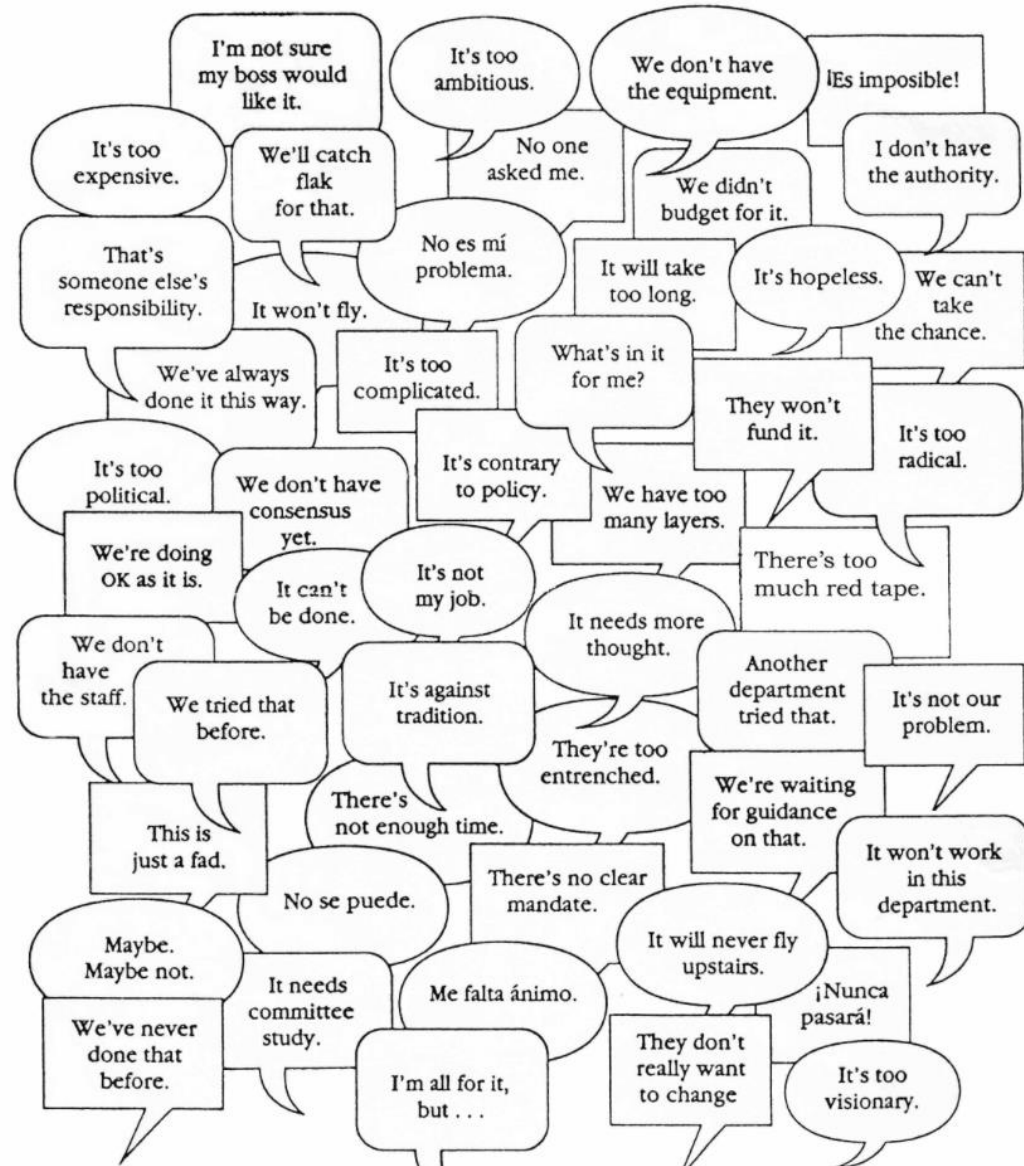 I'm not sure
my boss would
like it.
It's too
ambitious.
We don't have
the equipment.
¡Es imposible!
It's too
expensive.
We'll catch
flak
for that.
No one
asked me.
We didn't
budget for it.
I don't have
the authority.
That's
someone else's
responsibility.
It won't fly.
No es mí
problema.
It will take
too long.
It's hopeless.
We can't
take
the chance.
We've always
done it this way.
It's too
complicated.
What's in it
for me?
They won't
fund it.
It's too
radical.
It's too
political.
We don't have
consensus
yet.
It's contrary
to policy.
We have too
many layers.
We're doing
OK as it is.
It can't
be done.
It's not
my job.
It needs more
thought.
There's too
much red tape.
We don't
have
the staff.
We tried that
before.
It's against
tradition.
They're too
entrenched.
Another
department
tried that.
It's not our
problem.
This is
just a fad.
There's
not enough time.
We're waiting
for guidance
on that.
It won't work
in this
department.
No se puede.
There's no clear
mandate.
Maybe.
Maybe not.
It needs
committee
study.
Me falta ánimo.
It will never fly
upstairs.
¡Nunca
pasará!
We've never
done that
before.
I'm all for it,
but . . .
They don't
really want
to change
It's too
visionary.